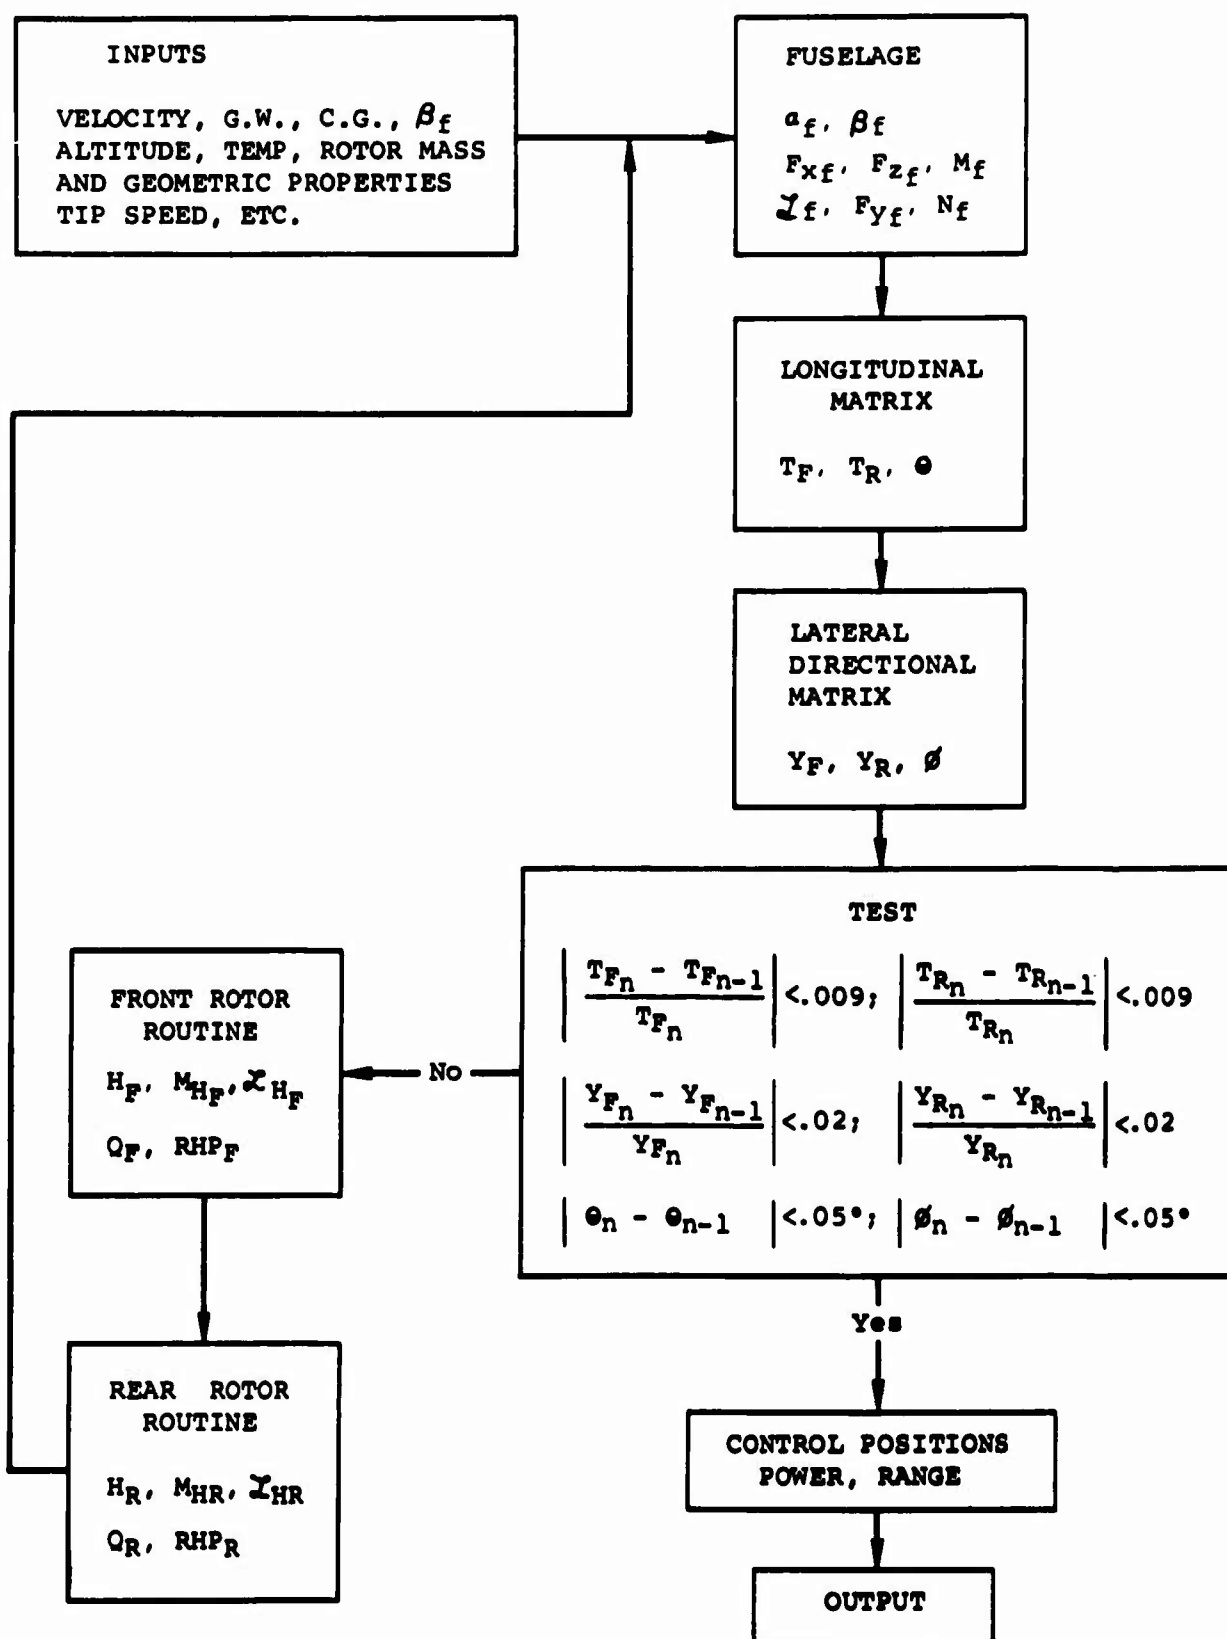 INPUTS
VELOCITY, G.W., C.G., βf
ALTITUDE, TEMP, ROTOR MASS
AND GEOMETRIC PROPERTIES
TIP SPEED, ETC.
FUSELAGE
αf, βf
Fxf, Fzf, Mf
ℒf, Fyf, Nf
LONGITUDINAL
MATRIX
TF, TR, θ
LATERAL
DIRECTIONAL
MATRIX
YF, YR, ø
TEST
| (TFn - TFn-1) / TFn | <.009; | (TRn - TRn-1) / TRn | <.009
| (YFn - YFn-1) / YFn | <.02; | (YRn - YRn-1) / YRn | <.02
| θn - θn-1 | <.05°; | øn - øn-1 | <.05°
No
FRONT ROTOR
ROUTINE
HF, MHF, ℒHF
QF, RHPF
REAR ROTOR
ROUTINE
HR, MHR, ℒHR
QR, RHPR
Yes
CONTROL POSITIONS
POWER, RANGE
OUTPUT